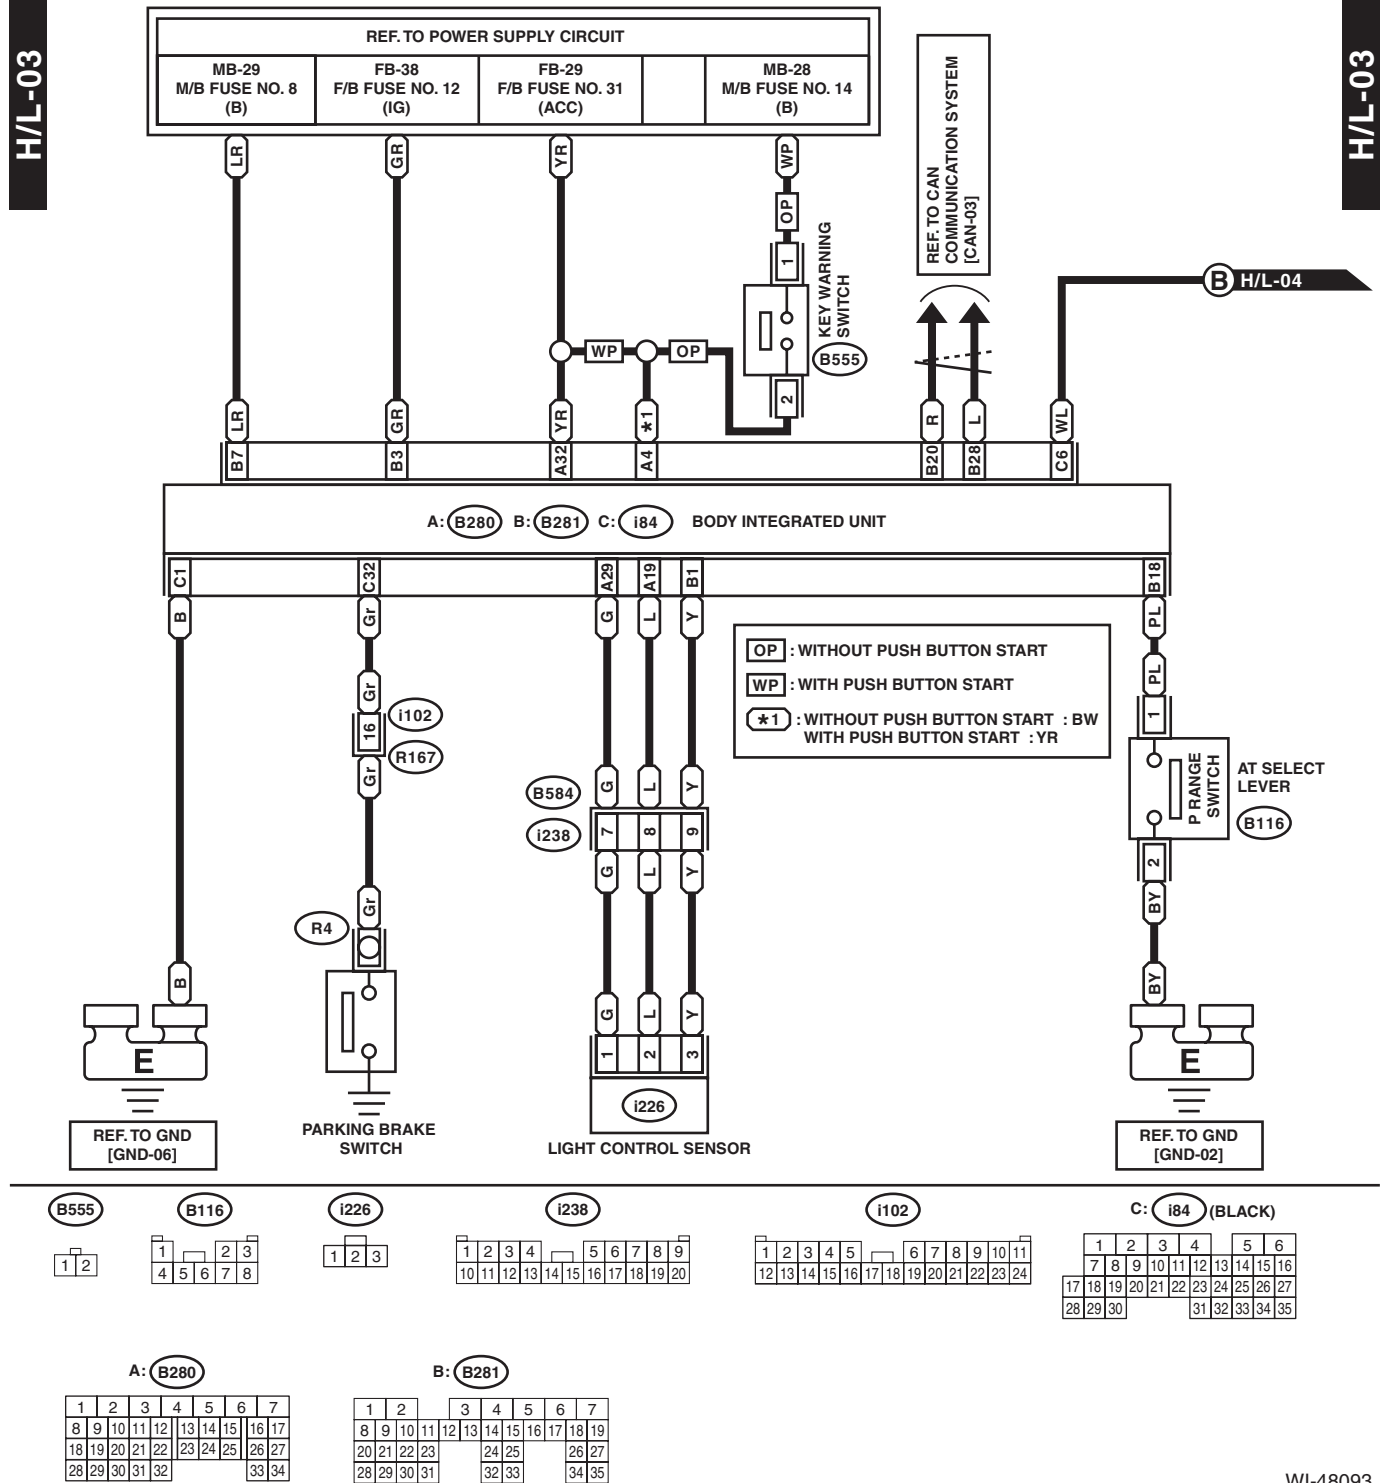 H/L-03
H/L-03
REF. TO POWER SUPPLY CIRCUIT
MB-29
M/B FUSE NO. 8
(B)
FB-38
F/B FUSE NO. 12
(IG)
FB-29
F/B FUSE NO. 31
(ACC)
MB-28
M/B FUSE NO. 14
(B)
REF. TO CAN
COMMUNICATION SYSTEM
[CAN-03]
LR
GR
YR
WP
OP
1
KEY WARNING
SWITCH
B555
2
B H/L-04
WP
OP
LR
GR
YR
*1
R
L
WL
B7
B3
A32
A4
B20
B28
C6
A: B280 B: B281 C: i84 BODY INTEGRATED UNIT
C1
C32
A29
A19
B1
B18
B
Gr
G
L
Y
PL
OP : WITHOUT PUSH BUTTON START
WP : WITH PUSH BUTTON START
*1 : WITHOUT PUSH BUTTON START : BW
WITH PUSH BUTTON START : YR
Gr
16
i102
R167
Gr
PL
1
P RANGE
SWITCH
AT SELECT
LEVER
B116
2
BY
G
L
Y
B584
i238
7
8
9
G
L
Y
Gr
R4
B
BY
G
L
Y
1
2
3
E
E
i226
REF. TO GND
[GND-06]
PARKING BRAKE
SWITCH
LIGHT CONTROL SENSOR
REF. TO GND
[GND-02]
B555
1 2
B116
1 2 3
4 5 6 7 8
i226
1 2 3
i238
1 2 3 4 5 6 7 8 9
10 11 12 13 14 15 16 17 18 19 20
i102
1 2 3 4 5 6 7 8 9 10 11
12 13 14 15 16 17 18 19 20 21 22 23 24
C: i84 (BLACK)
1 2 3 4 5 6
7 8 9 10 11 12 13 14 15 16
17 18 19 20 21 22 23 24 25 26 27
28 29 30 31 32 33 34 35
A: B280
1 2 3 4 5 6 7
8 9 10 11 12 13 14 15 16 17
18 19 20 21 22 23 24 25 26 27
28 29 30 31 32 33 34
B: B281
1 2 3 4 5 6 7
8 9 10 11 12 13 14 15 16 17 18 19
20 21 22 23 24 25 26 27
28 29 30 31 32 33 34 35
WI-48093